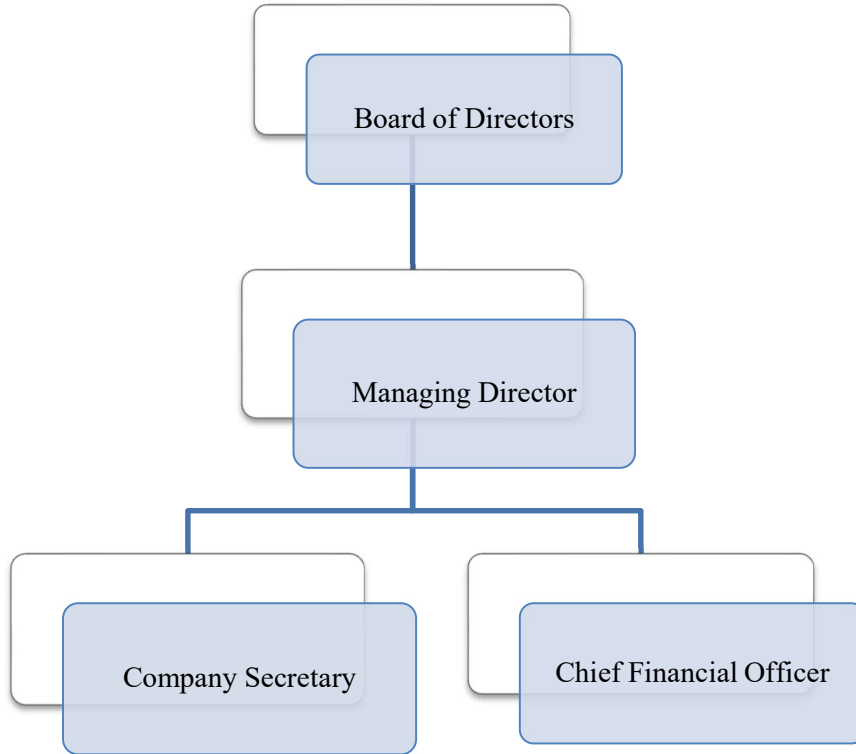 Board of Directors
Managing Director
Company Secretary
Chief Financial Officer